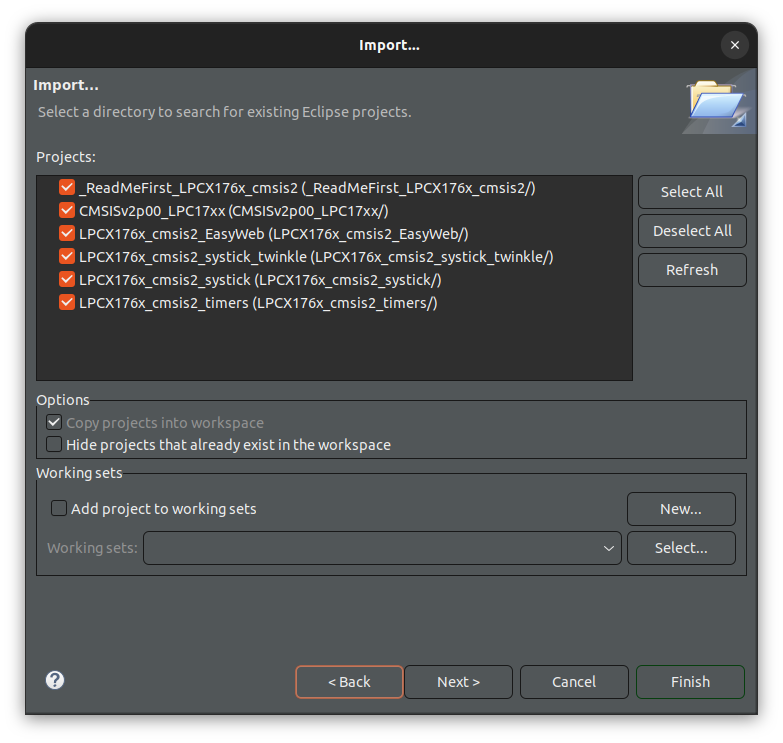 Import...
Import...
Select a directory to search for existing Eclipse projects.
Projects:
_ReadMeFirst_LPCX176x_cmsis2 (_ReadMeFirst_LPCX176x_cmsis2/)
CMSISv2p00_LPC17xx (CMSISv2p00_LPC17xx/)
LPCX176x_cmsis2_EasyWeb (LPCX176x_cmsis2_EasyWeb/)
LPCX176x_cmsis2_systick_twinkle (LPCX176x_cmsis2_systick_twinkle/)
LPCX176x_cmsis2_systick (LPCX176x_cmsis2_systick/)
LPCX176x_cmsis2_timers (LPCX176x_cmsis2_timers/)
Select All
Deselect All
Refresh
Options
Copy projects into workspace
Hide projects that already exist in the workspace
Working sets
Add project to working sets
New...
Working sets:
Select...
?
< Back
Next >
Cancel
Finish